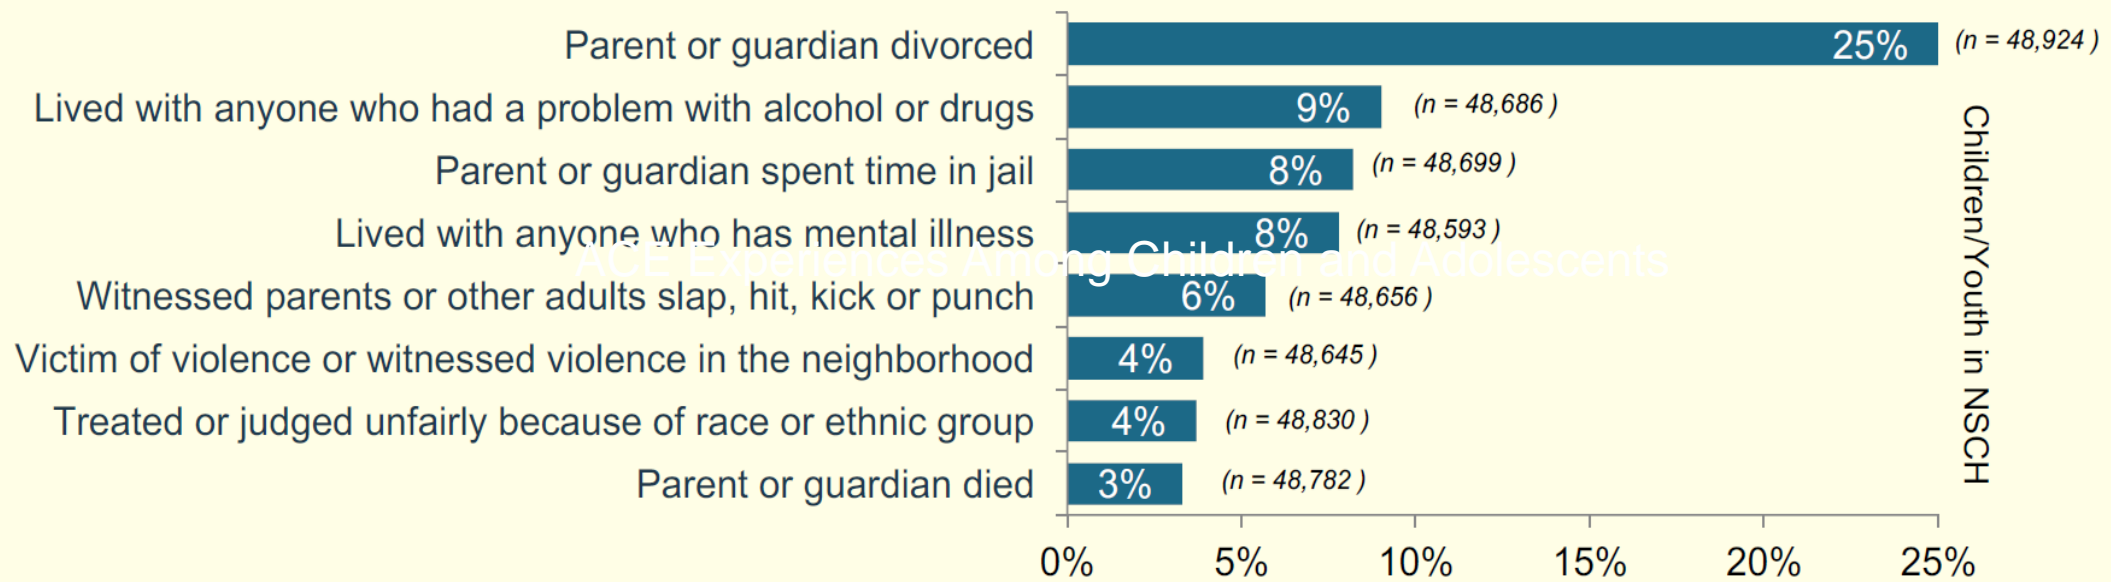 Parent or guardian divorced 25% (n = 48,924 )
Lived with anyone who had a problem with alcohol or drugs 9% (n = 48,686 )
Parent or guardian spent time in jail 8% (n = 48,699 )
Lived with anyone who has mental illness 8% (n = 48,593 )
ACE Experiences Among Children and Adolescents
Witnessed parents or other adults slap, hit, kick or punch 6% (n = 48,656 )
Victim of violence or witnessed violence in the neighborhood 4% (n = 48,645 )
Treated or judged unfairly because of race or ethnic group 4% (n = 48,830 )
Parent or guardian died 3% (n = 48,782 )
0% 5% 10% 15% 20% 25%
Children/Youth in NSCH